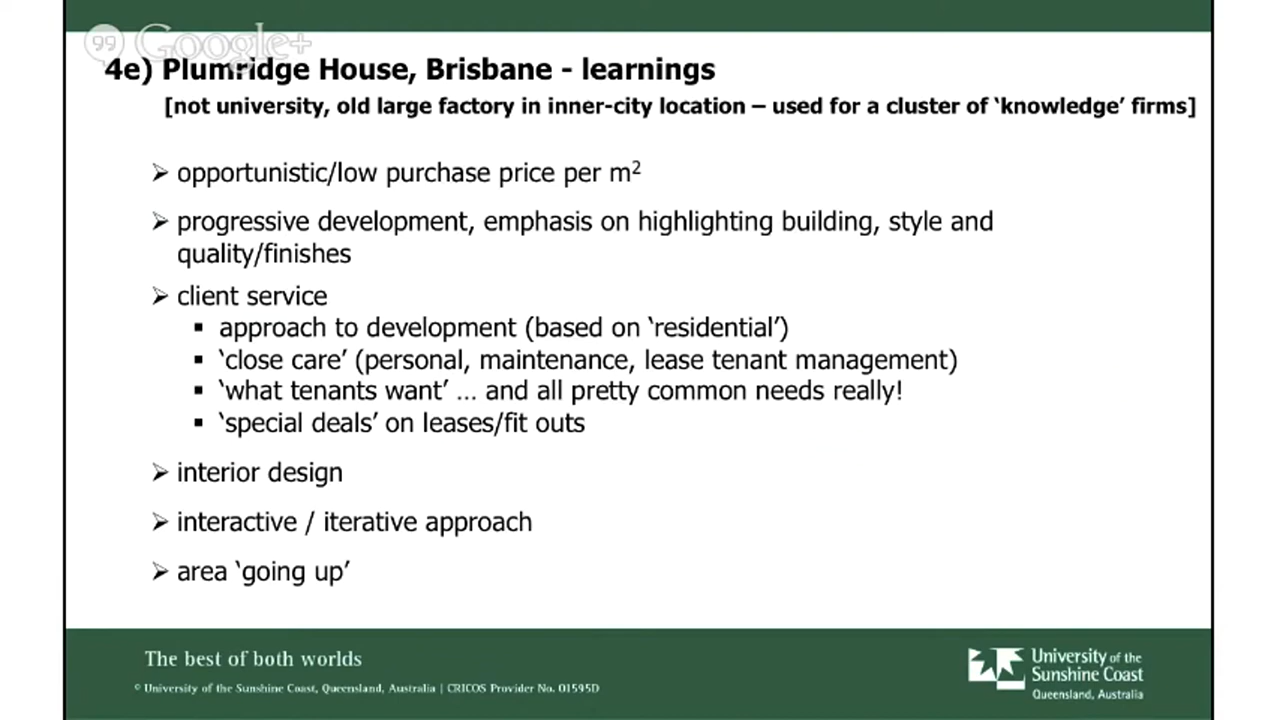 Google+
4e) Plumridge House, Brisbane - learnings
[not university, old large factory in inner-city location – used for a cluster of ‘knowledge’ firms]
➢ opportunistic/low purchase price per m²
➢ progressive development, emphasis on highlighting building, style and
quality/finishes
➢ client service
▪ approach to development (based on ‘residential’)
▪ ‘close care’ (personal, maintenance, lease tenant management)
▪ ‘what tenants want’ … and all pretty common needs really!
▪ ‘special deals’ on leases/fit outs
➢ interior design
➢ interactive / iterative approach
➢ area ‘going up’
The best of both worlds
© University of the Sunshine Coast, Queensland, Australia | CRICOS Provider No. 01595D
University of the
Sunshine Coast
Queensland, Australia